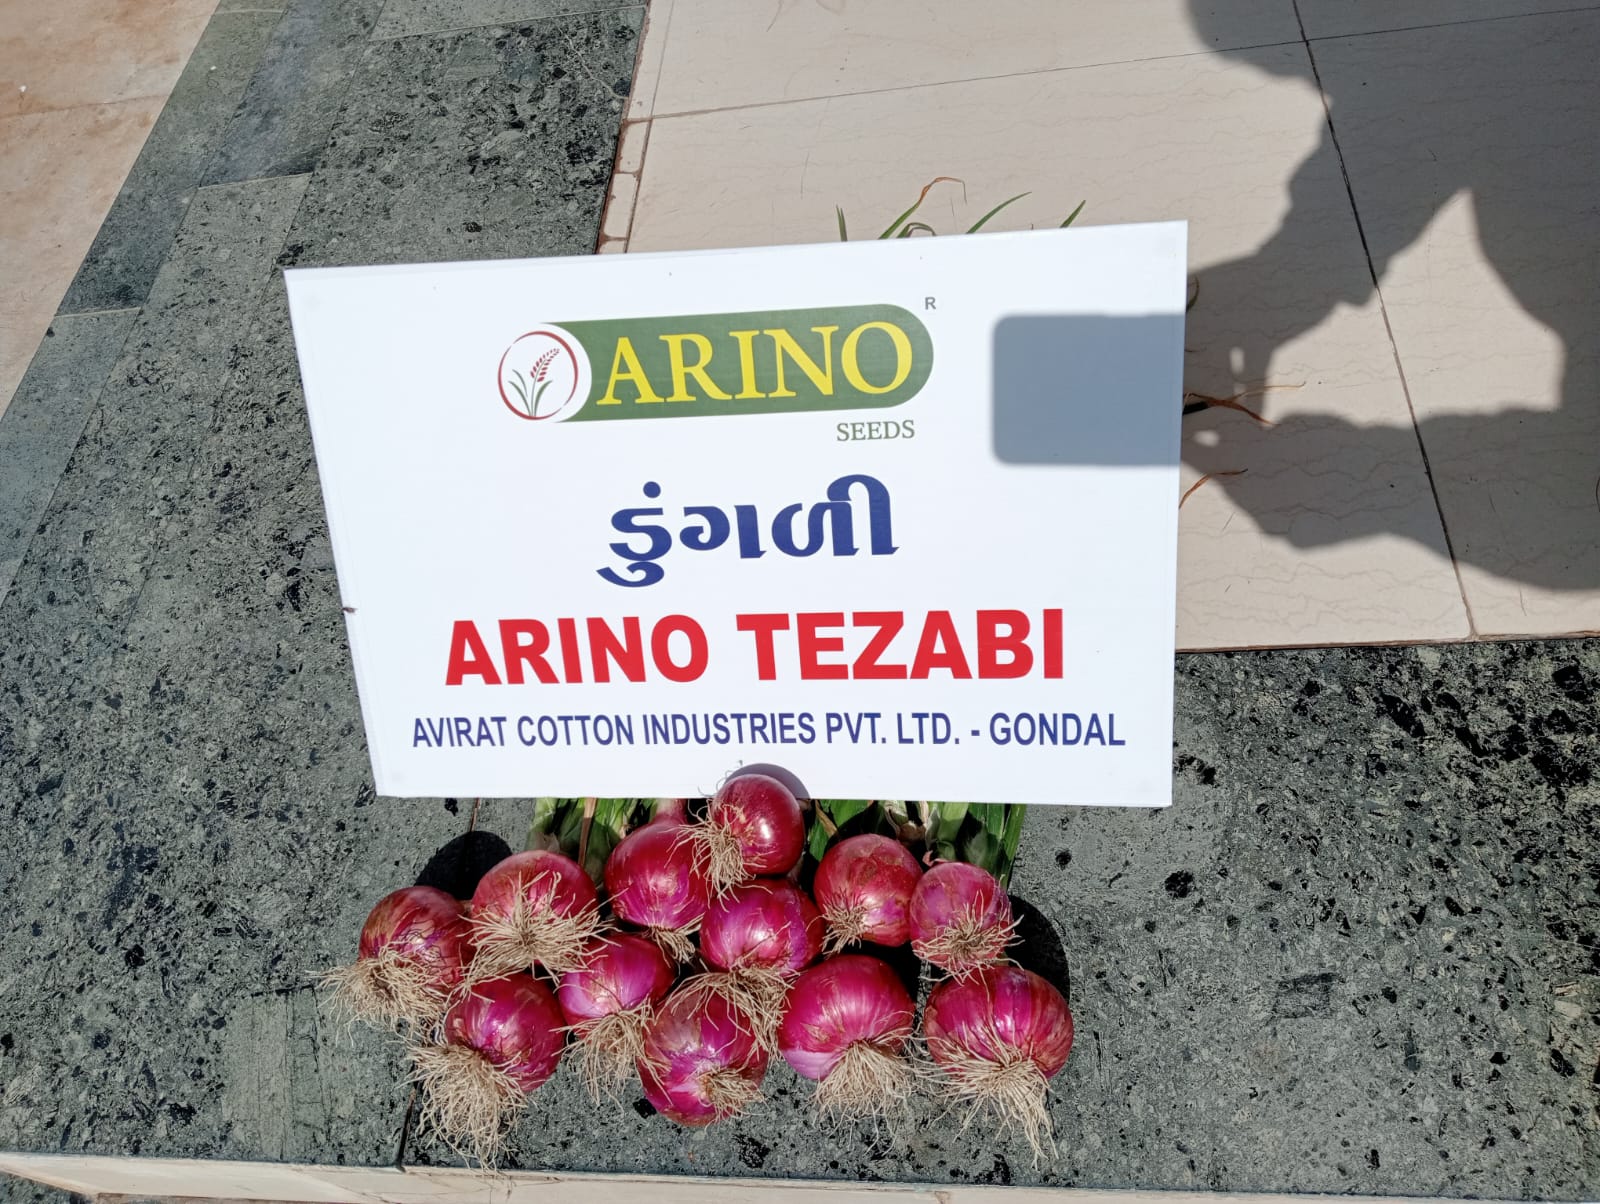 ARINO R
SEEDS
ડુંગળી
ARINO TEZABI
AVIRAT COTTON INDUSTRIES PVT. LTD. - GONDAL